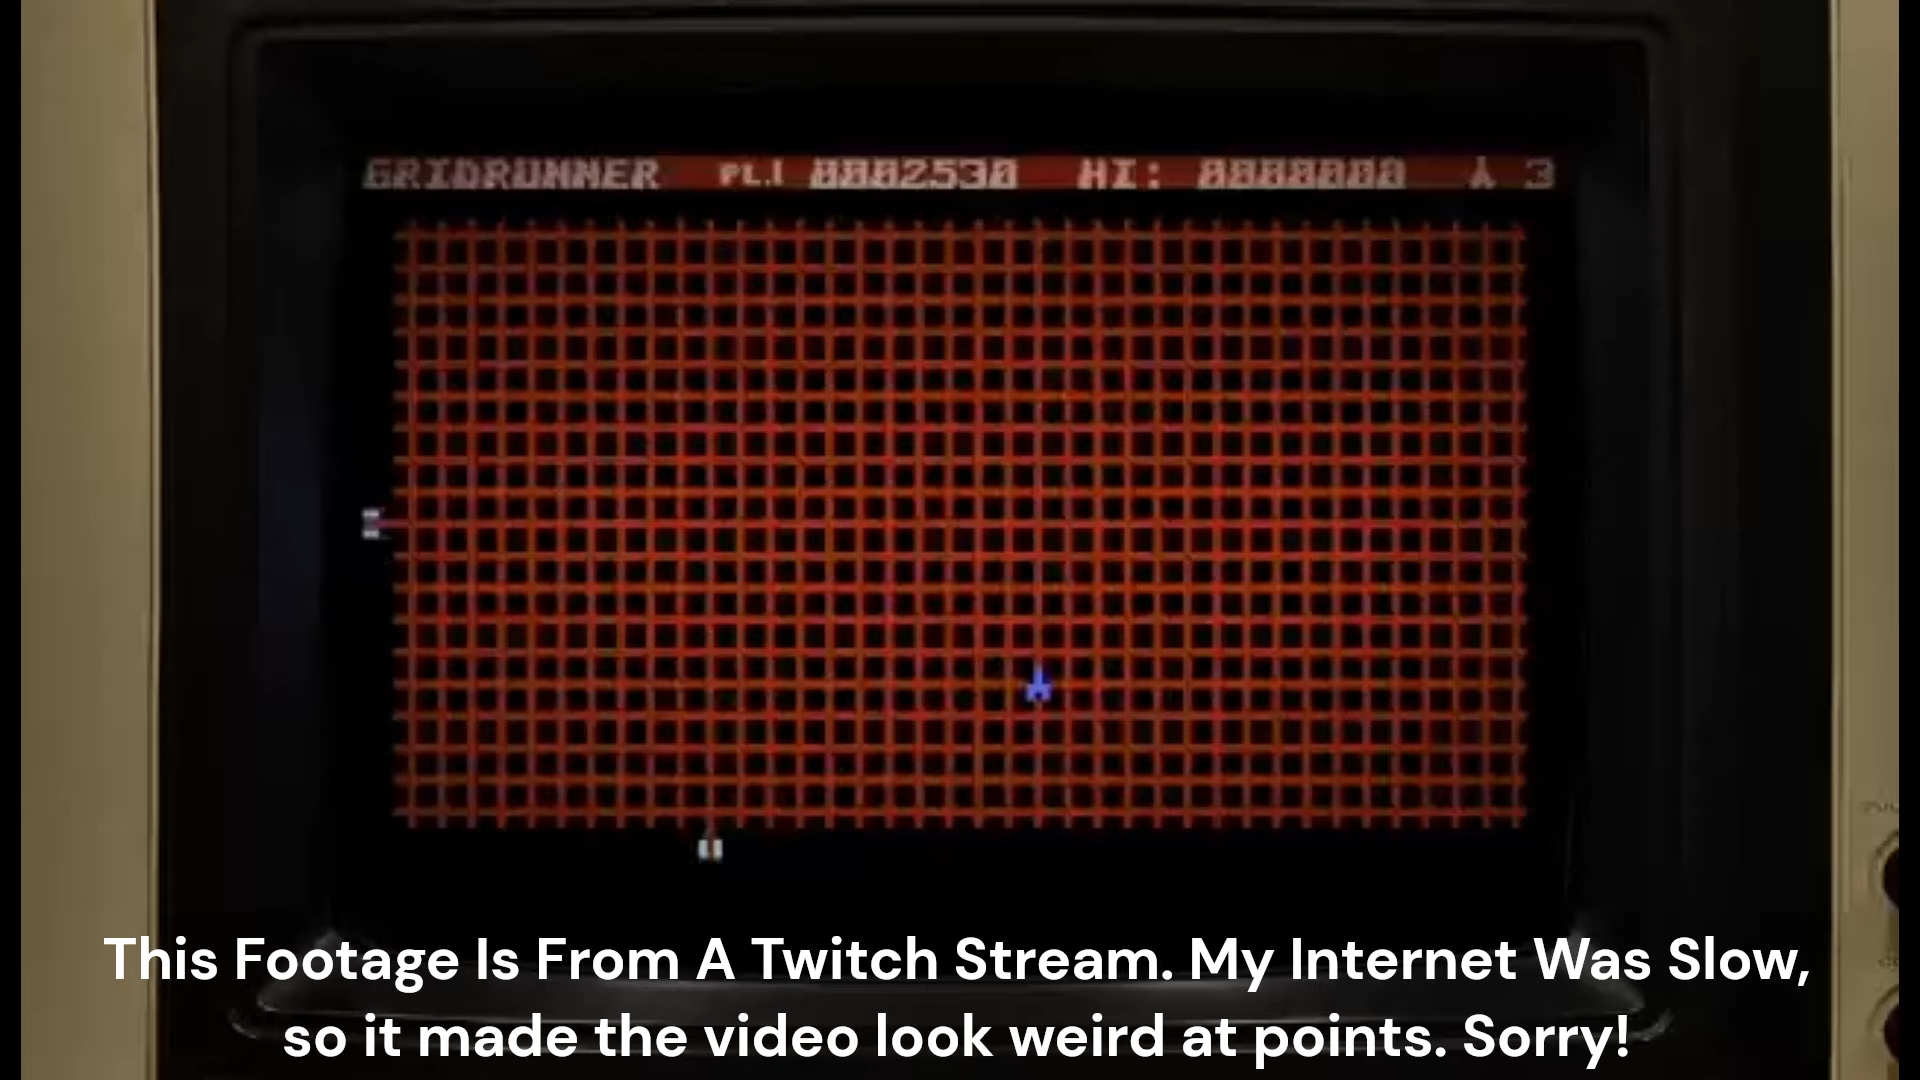 GRIDRUNNER PL.1 0002530 HI: 0000000 3
This Footage Is From A Twitch Stream. My Internet Was Slow,
so it made the video look weird at points. Sorry!